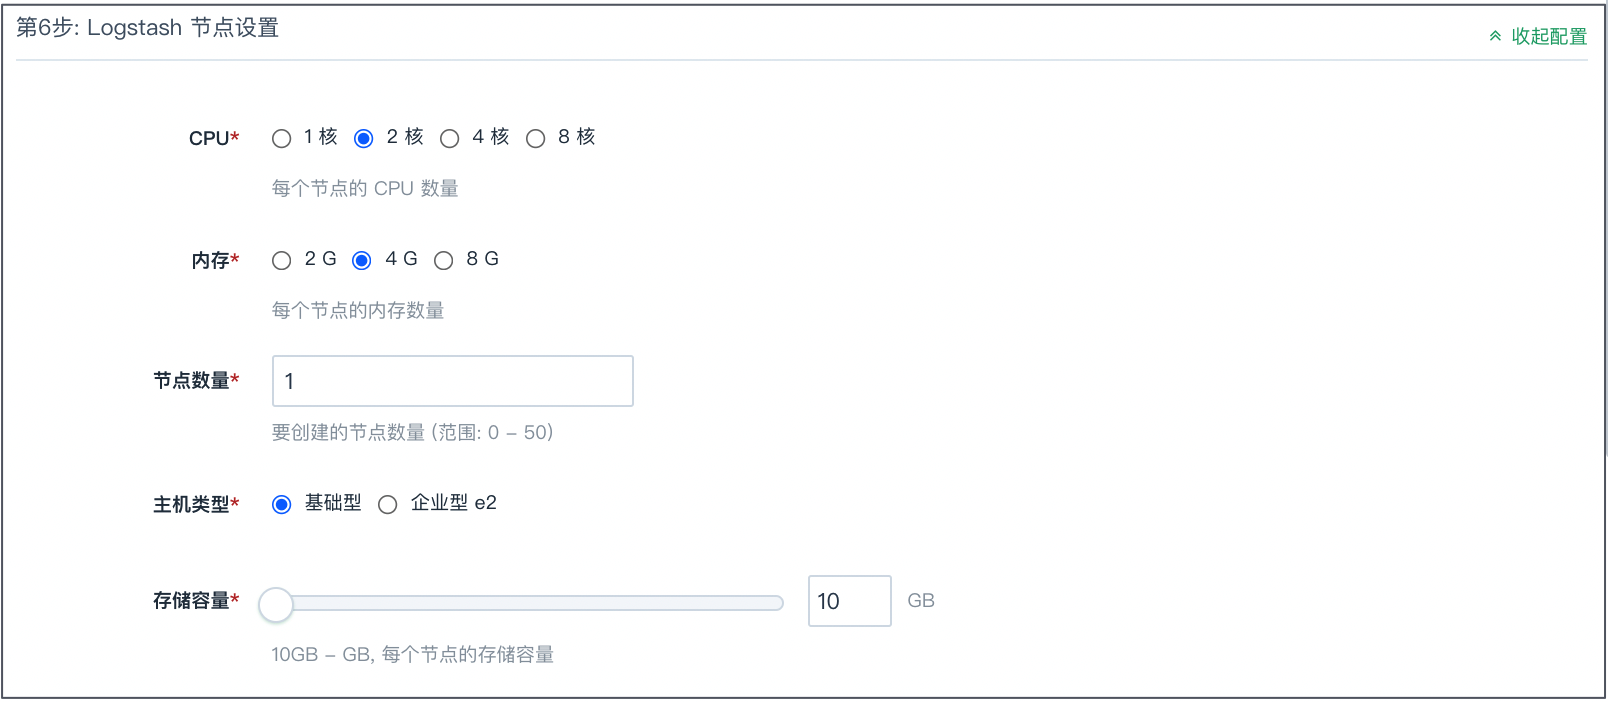 第6步: Logstash 节点设置
收起配置
CPU* 1 核 2 核 4 核 8 核
每个节点的 CPU 数量
内存* 2 G 4 G 8 G
每个节点的内存数量
节点数量* 1
要创建的节点数量 (范围: 0 – 50)
主机类型* 基础型 企业型 e2
存储容量* 10 GB
10GB – GB, 每个节点的存储容量